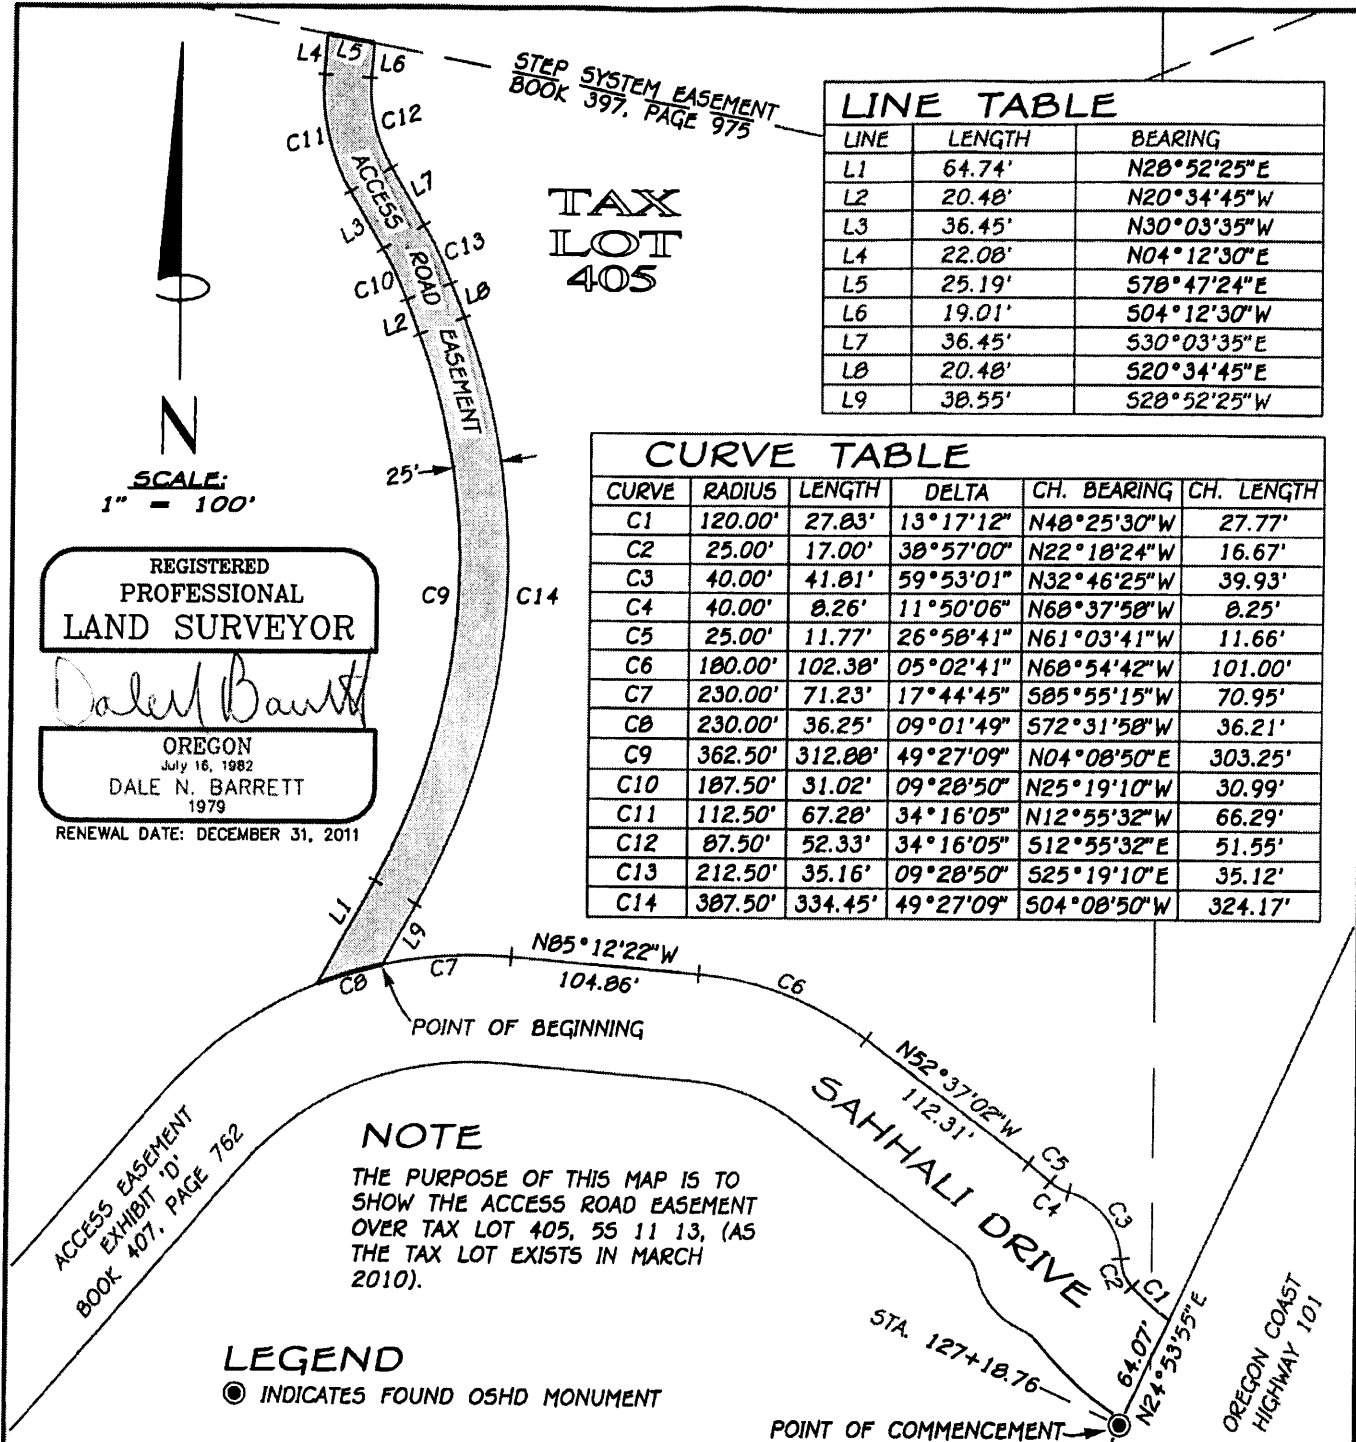 L4
L5
L6
STEP SYSTEM EASEMENT
BOOK 397, PAGE 975
C11
C12
L7
L3
C13
C10
L8
L2
ACCESS ROAD EASEMENT
TAX
LOT
405
N
SCALE:
1" = 100'
25'
C9
C14
L1
L9
LINE TABLE
LINE LENGTH BEARING
L1 64.74' N28°52'25"E
L2 20.48' N20°34'45"W
L3 36.45' N30°03'35"W
L4 22.08' N04°12'30"E
L5 25.19' S78°47'24"E
L6 19.01' S04°12'30"W
L7 36.45' S30°03'35"E
L8 20.48' S20°34'45"E
L9 38.55' S28°52'25"W
CURVE TABLE
CURVE RADIUS LENGTH DELTA CH. BEARING CH. LENGTH
C1 120.00' 27.83' 13°17'12" N48°25'30"W 27.77'
C2 25.00' 17.00' 38°57'00" N22°18'24"W 16.67'
C3 40.00' 41.81' 59°53'01" N32°46'25"W 39.93'
C4 40.00' 8.26' 11°50'06" N68°37'58"W 8.25'
C5 25.00' 11.77' 26°58'41" N61°03'41"W 11.66'
C6 180.00' 102.38' 05°02'41" N68°54'42"W 101.00'
C7 230.00' 71.23' 17°44'45" S85°55'15"W 70.95'
C8 230.00' 36.25' 09°01'49" S72°31'58"W 36.21'
C9 362.50' 312.88' 49°27'09" N04°08'50"E 303.25'
C10 187.50' 31.02' 09°28'50" N25°19'10"W 30.99'
C11 112.50' 67.28' 34°16'05" N12°55'32"W 66.29'
C12 87.50' 52.33' 34°16'05" S12°55'32"E 51.55'
C13 212.50' 35.16' 09°28'50" S25°19'10"E 35.12'
C14 387.50' 334.45' 49°27'09" S04°08'50"W 324.17'
REGISTERED
PROFESSIONAL
LAND SURVEYOR
Dale N Barrett
OREGON
July 16, 1982
DALE N. BARRETT
1979
RENEWAL DATE: DECEMBER 31, 2011
C8
C7
N85°12'22"W
104.86'
C6
POINT OF BEGINNING
N52°37'02"W
112.31'
C5
C4
C3
C2
C1
SAHHALI DRIVE
ACCESS EASEMENT
EXHIBIT 'D'
BOOK 407, PAGE 762
NOTE
THE PURPOSE OF THIS MAP IS TO
SHOW THE ACCESS ROAD EASEMENT
OVER TAX LOT 405, 5S 11 13, (AS
THE TAX LOT EXISTS IN MARCH
2010).
LEGEND
INDICATES FOUND OSHD MONUMENT
STA. 127+18.76
64.07'
N24°53'55"E
OREGON COAST
HIGHWAY 101
POINT OF COMMENCEMENT